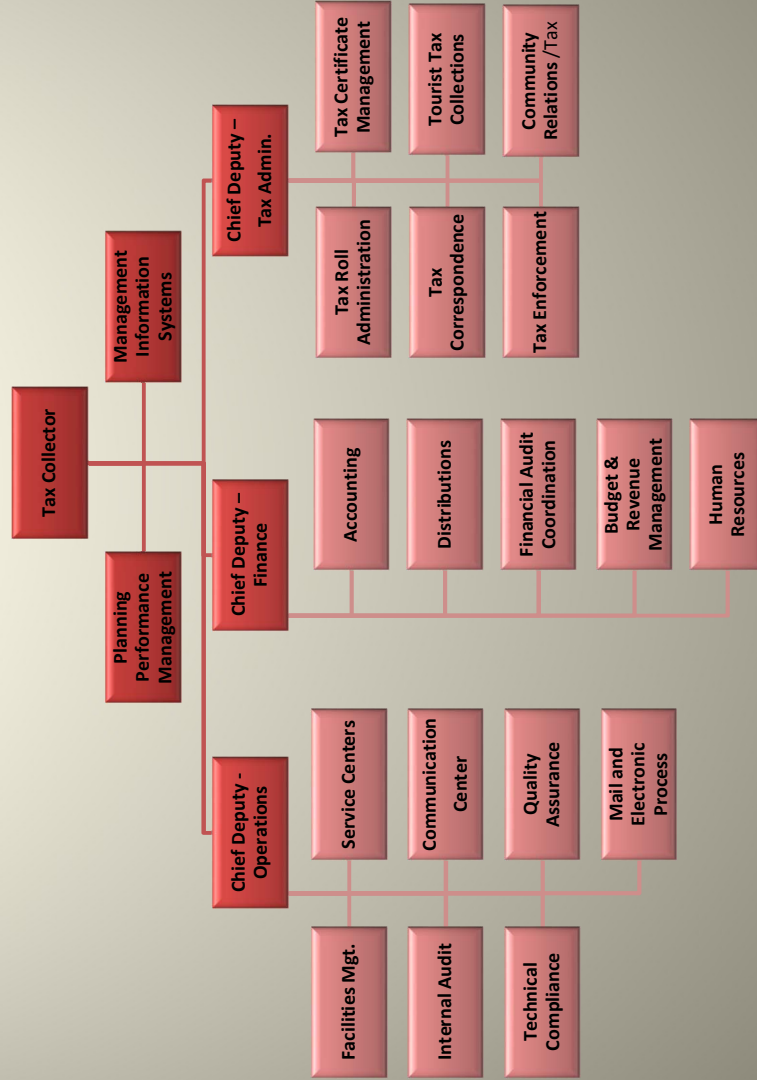 Tax Collector
Planning
Performance
Management
Management
Information
Systems
Chief Deputy -
Operations
Chief Deputy –
Finance
Chief Deputy –
Tax Admin.
Facilities Mgt.
Service Centers
Internal Audit
Communication
Center
Technical
Compliance
Quality
Assurance
Mail and
Electronic
Process
Accounting
Distributions
Financial Audit
Coordination
Budget &
Revenue
Management
Human
Resources
Tax Roll
Administration
Tax Certificate
Management
Tax
Correspondence
Tourist Tax
Collections
Tax Enforcement
Community
Relations /Tax